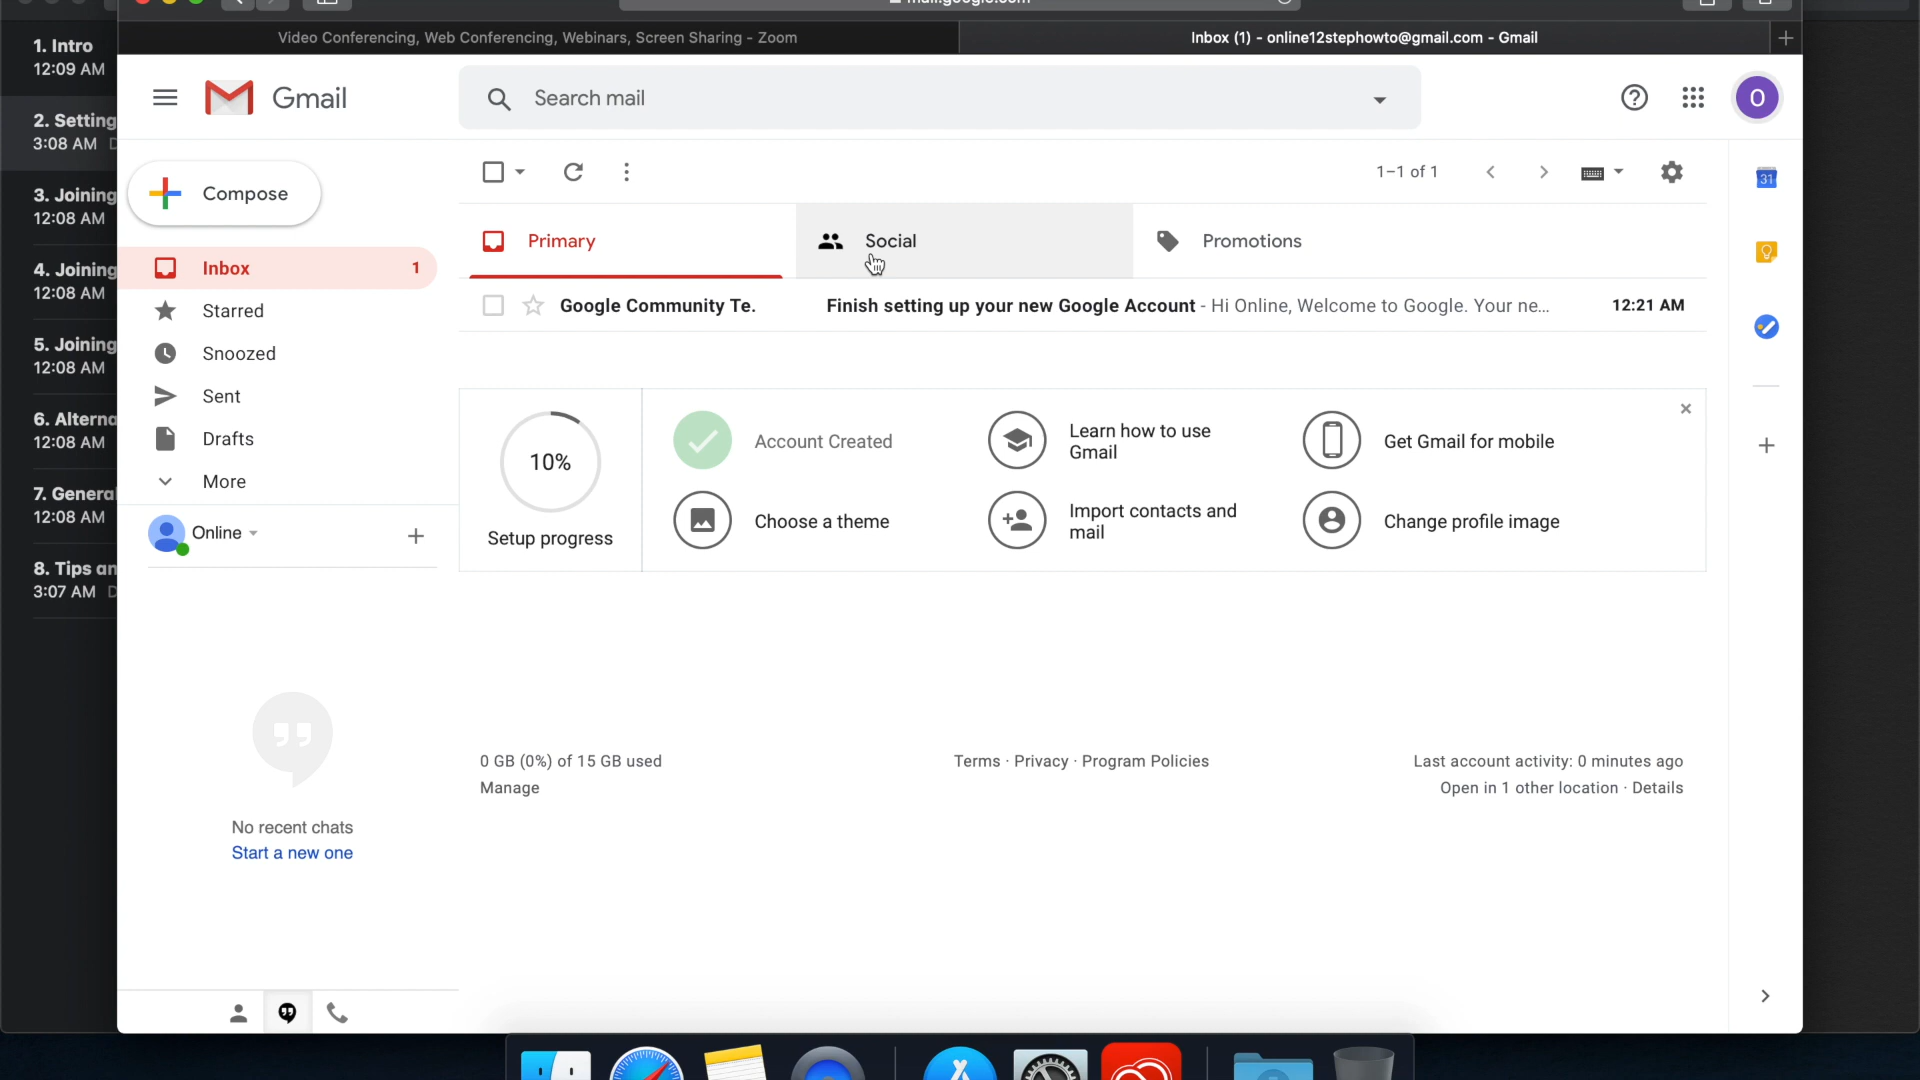 Video Conferencing, Web Conferencing, Webinars, Screen Sharing - Zoom
Inbox (1) - online12stephowto@gmail.com - Gmail
1. Intro
12:09 AM
2. Setting
3:08 AM
3. Joining
12:08 AM
4. Joining
12:08 AM
5. Joining
12:08 AM
6. Alterna
12:08 AM
7. General
12:08 AM
8. Tips an
3:07 AM
Gmail
Search mail
O
Compose
1–1 of 1
31
Primary
Social
Promotions
Inbox 1
Starred
Snoozed
Sent
Drafts
More
Online
Google Community Te. Finish setting up your new Google Account - Hi Online, Welcome to Google. Your ne... 12:21 AM
10%
Setup progress
Account Created
Learn how to use
Gmail
Get Gmail for mobile
Choose a theme
Import contacts and
mail
Change profile image
0 GB (0%) of 15 GB used
Manage
Terms · Privacy · Program Policies
Last account activity: 0 minutes ago
Open in 1 other location · Details
No recent chats
Start a new one